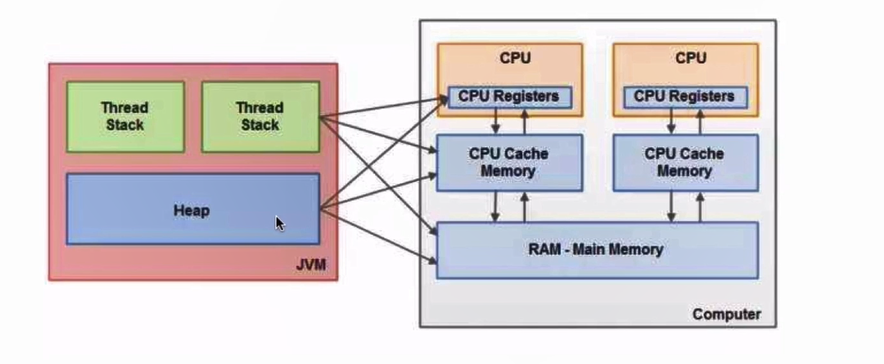 Thread
Stack
Thread
Stack
Heap
JVM
CPU
CPU Registers
CPU Cache
Memory
CPU
CPU Registers
CPU Cache
Memory
RAM - Main Memory
Computer